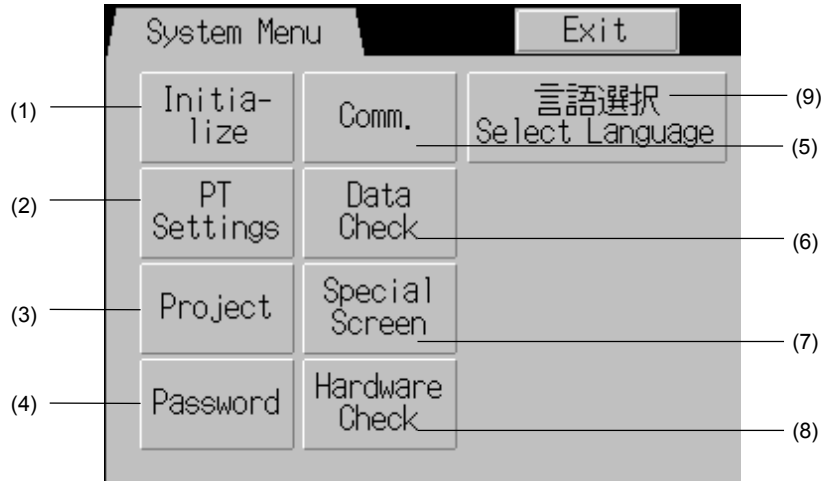 System Menu
Exit
(1)
Initia-
lize
Comm.
言語選択
Select Language
(9)
(5)
(2)
PT
Settings
Data
Check
(6)
(3)
Project
Special
Screen
(7)
(4)
Password
Hardware
Check
(8)